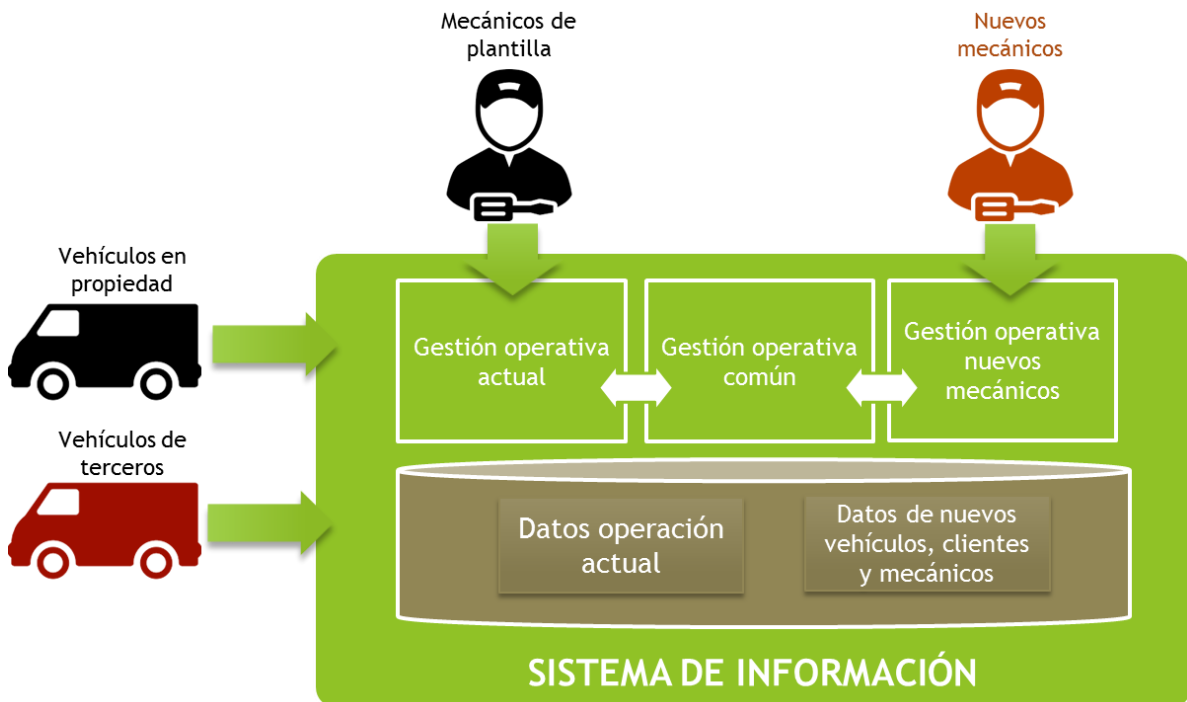 Mecánicos de
plantilla
Nuevos
mecánicos
Vehículos en
propiedad
Gestión operativa
actual
Gestión operativa
común
Gestión operativa
nuevos
mecánicos
Vehículos de
terceros
Datos operación
actual
Datos de nuevos
vehículos, clientes
y mecánicos
SISTEMA DE INFORMACIÓN